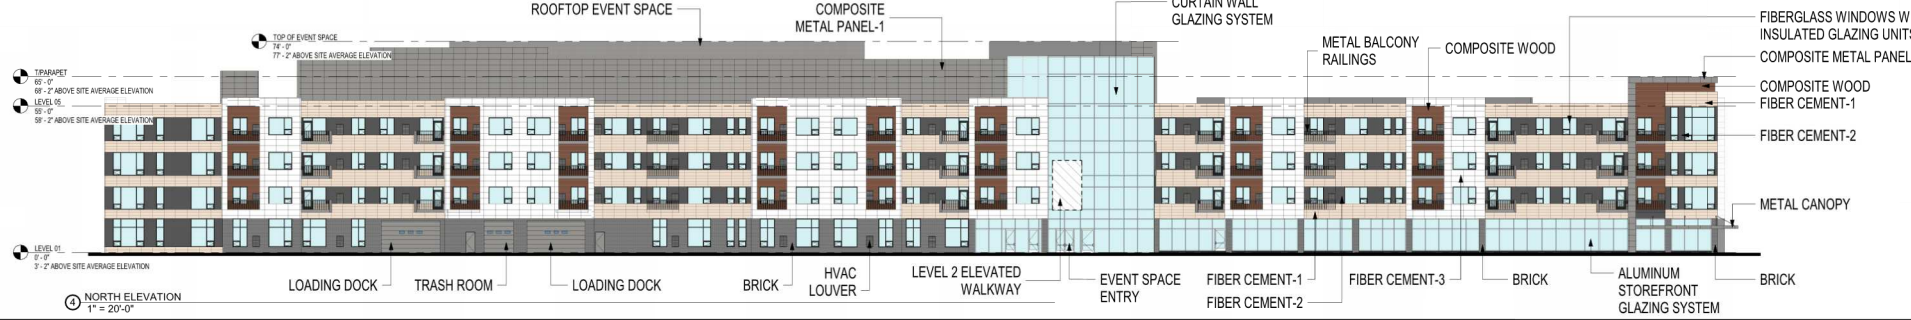 CURTAIN WALL
GLAZING SYSTEM
ROOFTOP EVENT SPACE
COMPOSITE
METAL PANEL-1
FIBERGLASS WINDOWS W
INSULATED GLAZING UNITS
METAL BALCONY
RAILINGS
COMPOSITE WOOD
COMPOSITE METAL PANEL
COMPOSITE WOOD
FIBER CEMENT-1
FIBER CEMENT-2
METAL CANOPY
TOP OF EVENT SPACE
74' - 0"
77' - 2" ABOVE SITE AVERAGE ELEVATION
T/PARAPET
65' - 0"
68' - 2" ABOVE SITE AVERAGE ELEVATION
LEVEL 05
55' - 0"
58' - 2" ABOVE SITE AVERAGE ELEVATION
LEVEL 01
0' - 0"
3' - 2" ABOVE SITE AVERAGE ELEVATION
LOADING DOCK
TRASH ROOM
LOADING DOCK
BRICK
HVAC
LOUVER
LEVEL 2 ELEVATED
WALKWAY
EVENT SPACE
ENTRY
FIBER CEMENT-1
FIBER CEMENT-2
FIBER CEMENT-3
BRICK
ALUMINUM
STOREFRONT
GLAZING SYSTEM
BRICK
4
NORTH ELEVATION
1" = 20'-0"